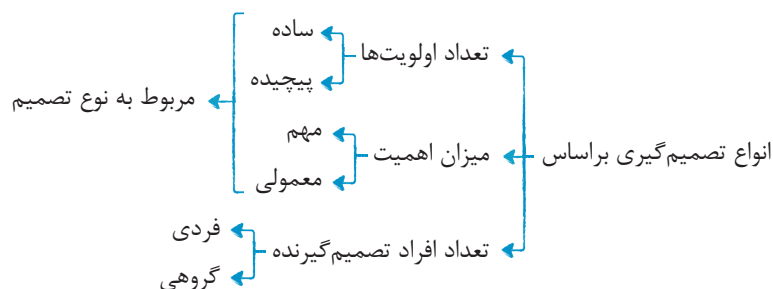 انواع تصمیم‌گیری براساس
تعداد اولویت‌ها
ساده
پیچیده
میزان اهمیت
مهم
معمولی
مربوط به نوع تصمیم
تعداد افراد تصمیم‌گیرنده
فردی
گروهی